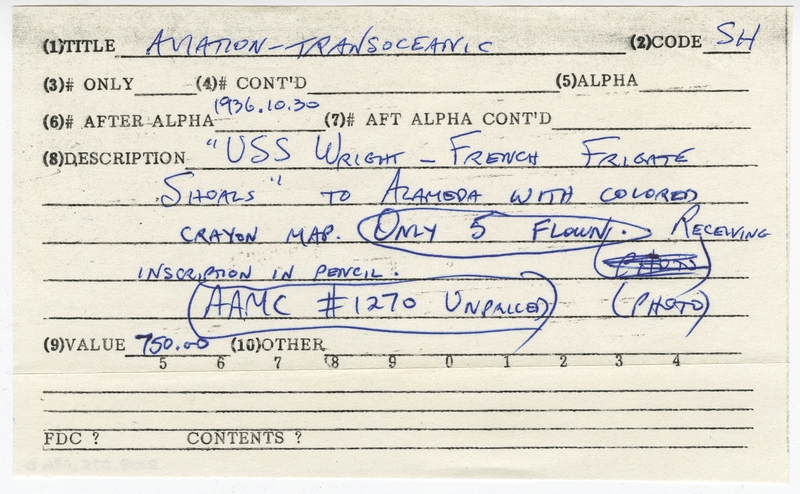 (1)TITLE AVIATION-TRANSOCEANIC (2)CODE SH
(3)# ONLY (4)# CONT'D (5)ALPHA
1936.10.30
(6)# AFTER ALPHA (7)# AFT ALPHA CONT'D
(8)DESCRIPTION "USS WRIGHT - FRENCH FRIGATE
SHOALS" TO ALAMEDA WITH COLORED
CRAYON MAP. ONLY 5 FLOWN. RECEIVING
INSCRIPTION IN PENCIL. PHOTO
AAMC #1270 UNPRICED (PHOTO)
(9)VALUE 750.00 (10)OTHER
5 6 7 8 9 0 1 2 3 4
FDC ? CONTENTS ?